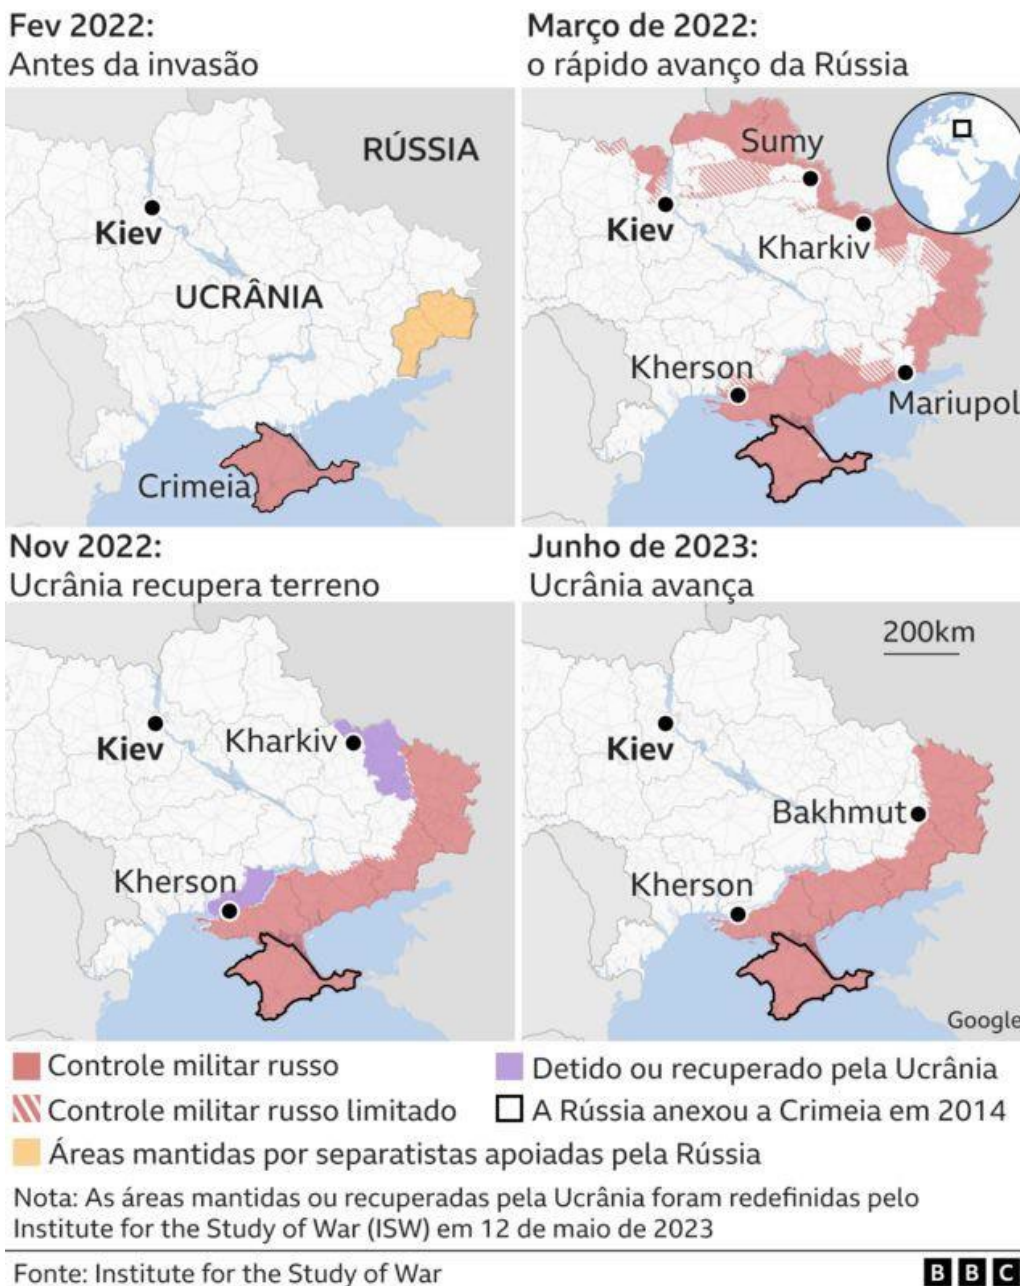 Fev 2022:
Antes da invasão
RÚSSIA
Kiev
UCRÂNIA
Crimeia
Março de 2022:
o rápido avanço da Rússia
Sumy
Kiev
Kharkiv
Kherson
Mariupol
Nov 2022:
Ucrânia recupera terreno
Kiev
Kharkiv
Kherson
Junho de 2023:
Ucrânia avança
200km
Kiev
Bakhmut
Kherson
Google
Controle militar russo
Detido ou recuperado pela Ucrânia
Controle militar russo limitado
A Rússia anexou a Crimeia em 2014
Áreas mantidas por separatistas apoiadas pela Rússia
Nota: As áreas mantidas ou recuperadas pela Ucrânia foram redefinidas pelo
Institute for the Study of War (ISW) em 12 de maio de 2023
Fonte: Institute for the Study of War
BBC